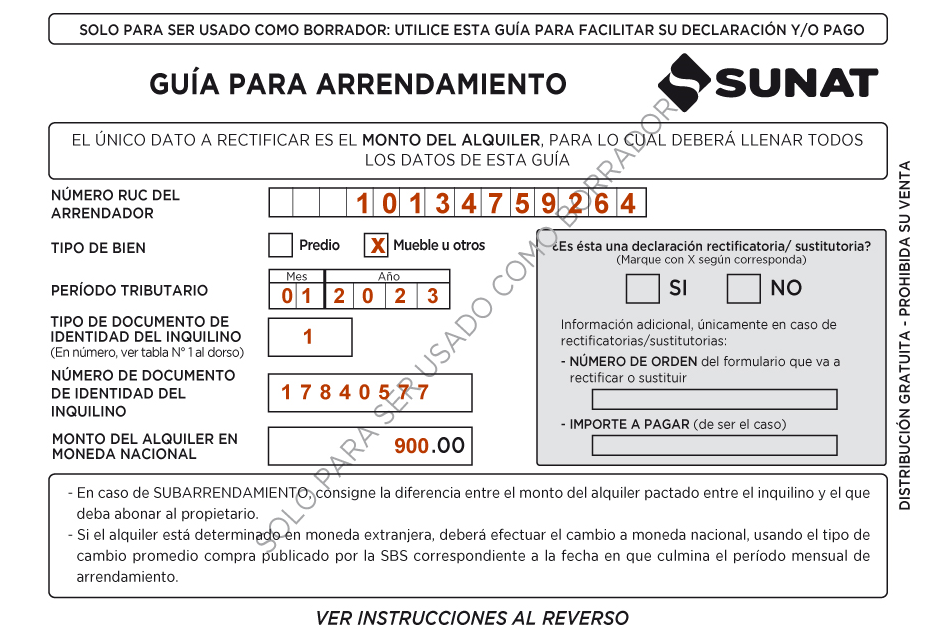 SOLO PARA SER USADO COMO BORRADOR: UTILICE ESTA GUÍA PARA FACILITAR SU DECLARACIÓN Y/O PAGO
GUÍA PARA ARRENDAMIENTO
SUNAT
EL ÚNICO DATO A RECTIFICAR ES EL MONTO DEL ALQUILER, PARA LO CUAL DEBERÁ LLENAR TODOS
LOS DATOS DE ESTA GUÍA
NÚMERO RUC DEL
ARRENDADOR
10134759264
TIPO DE BIEN
Predio
X Mueble u otros
PERÍODO TRIBUTARIO
Mes Año
01 2023
TIPO DE DOCUMENTO DE
IDENTIDAD DEL INQUILINO
(En número, ver tabla N° 1 al dorso)
1
NÚMERO DE DOCUMENTO
DE IDENTIDAD DEL
INQUILINO
17840577
MONTO DEL ALQUILER EN
MONEDA NACIONAL
900.00
¿Es ésta una declaración rectificatoria/ sustitutoria?
(Marque con X según corresponda)
SI NO
Información adicional, únicamente en caso de
rectificatorias/sustitutorias:
- NÚMERO DE ORDEN del formulario que va a
rectificar o sustituir
- IMPORTE A PAGAR (de ser el caso)
- En caso de SUBARRENDAMIENTO, consigne la diferencia entre el monto del alquiler pactado entre el inquilino y el que
deba abonar al propietario.
- Si el alquiler está determinado en moneda extranjera, deberá efectuar el cambio a moneda nacional, usando el tipo de
cambio promedio compra publicado por la SBS correspondiente a la fecha en que culmina el período mensual de
arrendamiento.
VER INSTRUCCIONES AL REVERSO
DISTRIBUCIÓN GRATUITA - PROHIBIDA SU VENTA
SOLO PARA SER USADO COMO BORRADOR